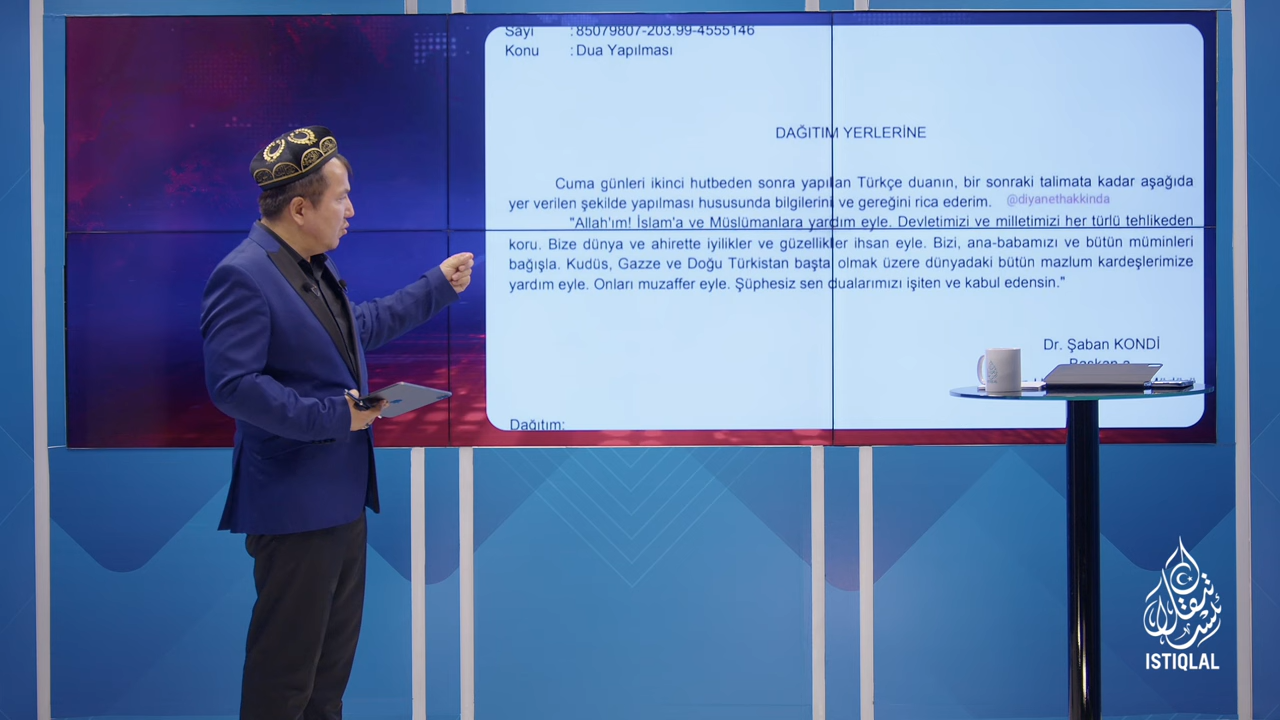 Sayı : 85079807-203.99-4555146
Konu : Dua Yapılması
DAĞITIM YERLERİNE
Cuma günleri ikinci hutbeden sonra yapılan Türkçe duanın, bir sonraki talimata kadar aşağıda
yer verilen şekilde yapılması hususunda bilgilerini ve gereğini rica ederim. @diyanethakkinda
"Allah'ım! İslam'a ve Müslümanlara yardım eyle. Devletimizi ve milletimizi her türlü tehlikeden
koru. Bize dünya ve ahirette iyilikler ve güzellikler ihsan eyle. Bizi, ana-babamızı ve bütün müminleri
bağışla. Kudüs, Gazze ve Doğu Türkistan başta olmak üzere dünyadaki bütün mazlum kardeşlerimize
yardım eyle. Onları muzaffer eyle. Şüphesiz sen dualarımızı işiten ve kabul edensin."
Dr. Şaban KONDİ
Başkan a.
Dağıtım:
ئىستىقلال
ISTIQLAL